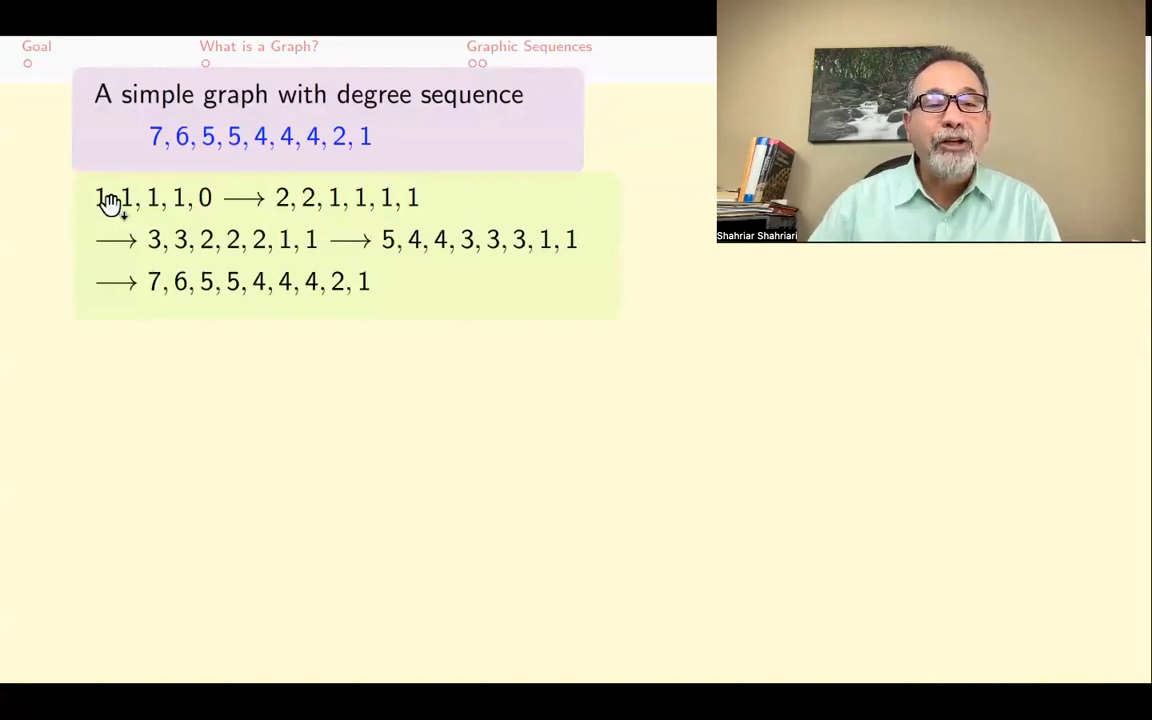 Goal
What is a Graph?
Graphic Sequences
A simple graph with degree sequence
7, 6, 5, 5, 4, 4, 4, 2, 1
1, 1, 1, 1, 0 ⟶ 2, 2, 1, 1, 1, 1
⟶ 3, 3, 2, 2, 2, 1, 1 ⟶ 5, 4, 4, 3, 3, 3, 1, 1
⟶ 7, 6, 5, 5, 4, 4, 4, 2, 1
Shahriar Shahriari